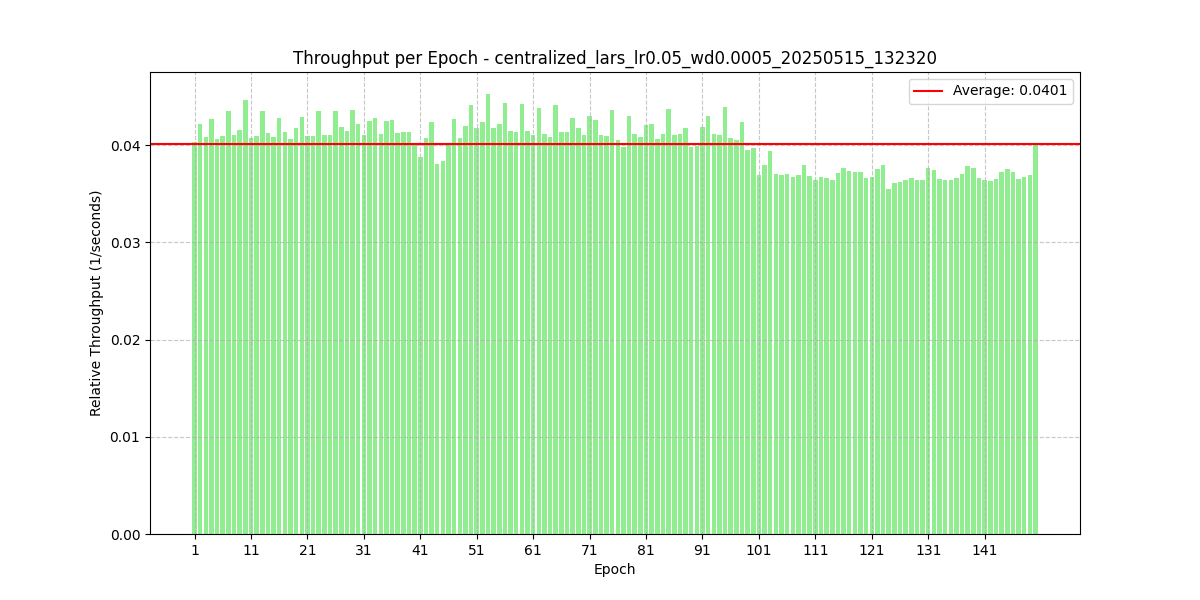 Throughput per Epoch - centralized_lars_lr0.05_wd0.0005_20250515_132320
Average: 0.0401
Relative Throughput (1/seconds)
0.04
0.03
0.02
0.01
0.00
1 11 21 31 41 51 61 71 81 91 101 111 121 131 141
Epoch